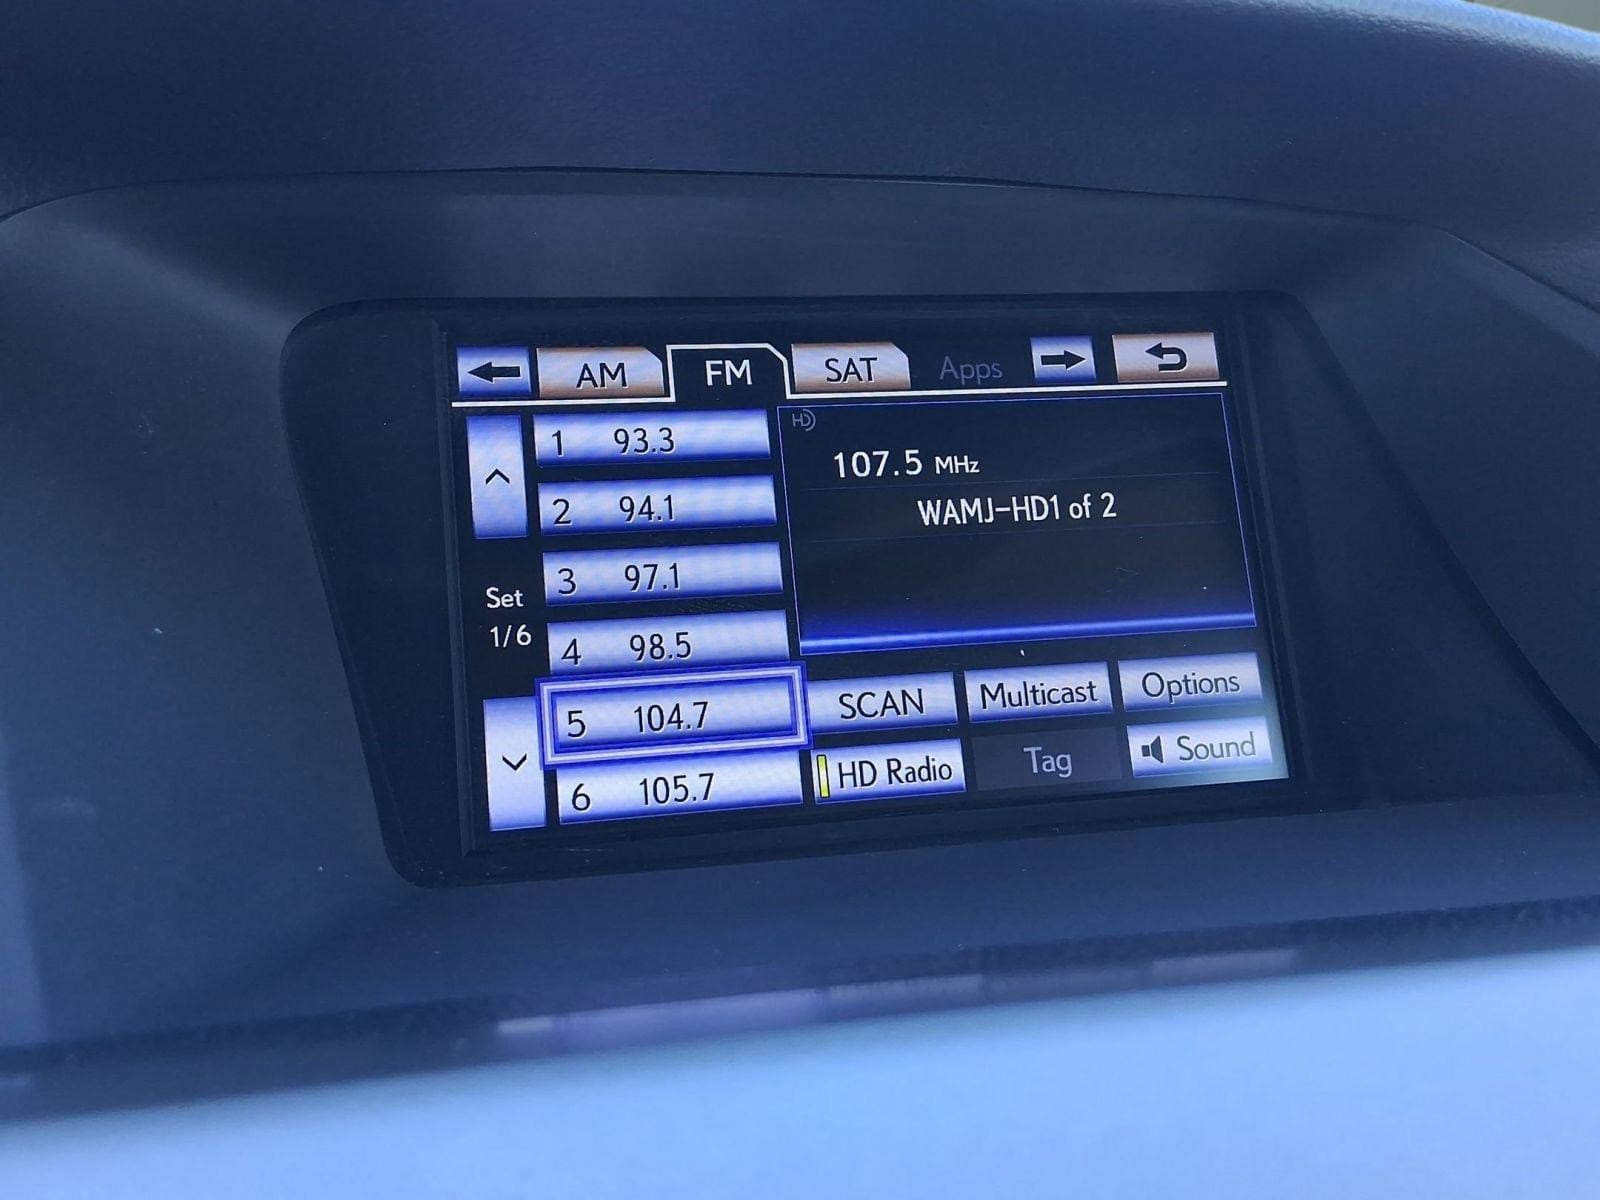 AM FM SAT Apps
HD
1 93.3
107.5 MHz
2 94.1
WAMJ-HD1 of 2
3 97.1
Set
1/6
4 98.5
5 104.7
SCAN Multicast Options
6 105.7
HD Radio Tag Sound